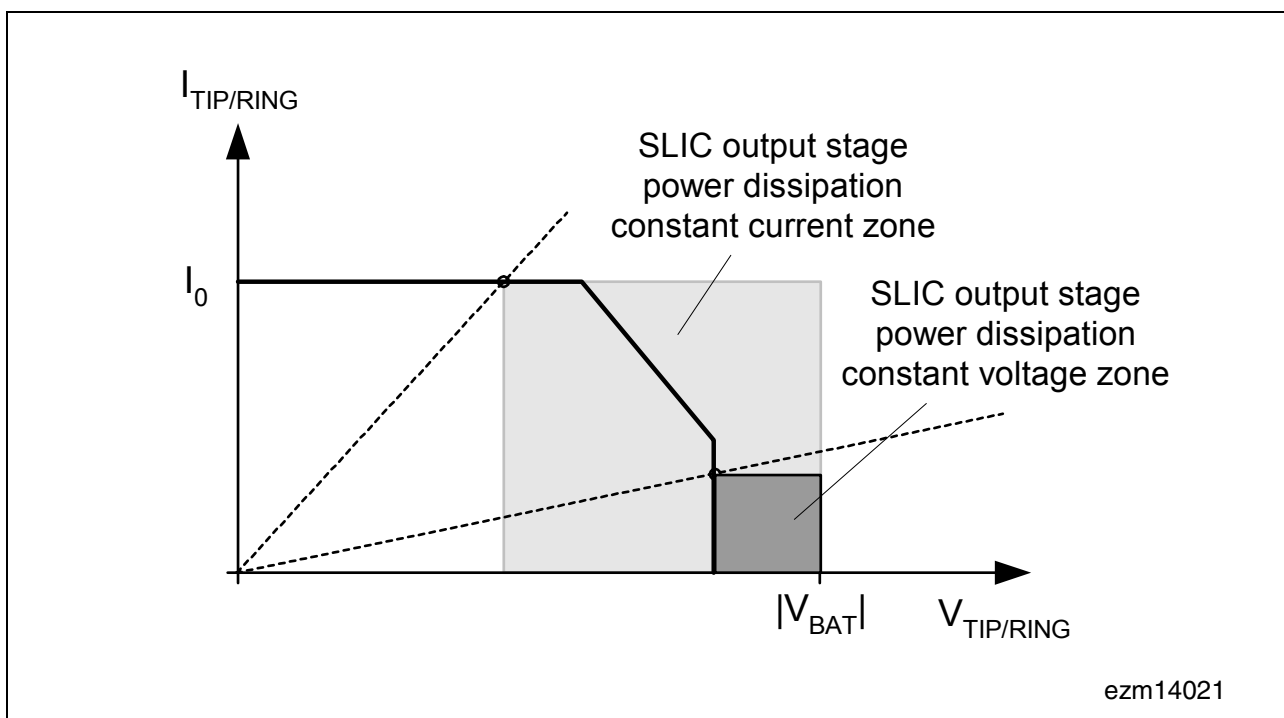 I_TIP/RING
SLIC output stage
power dissipation
constant current zone
I_0
SLIC output stage
power dissipation
constant voltage zone
|V_BAT|
V_TIP/RING
ezm14021